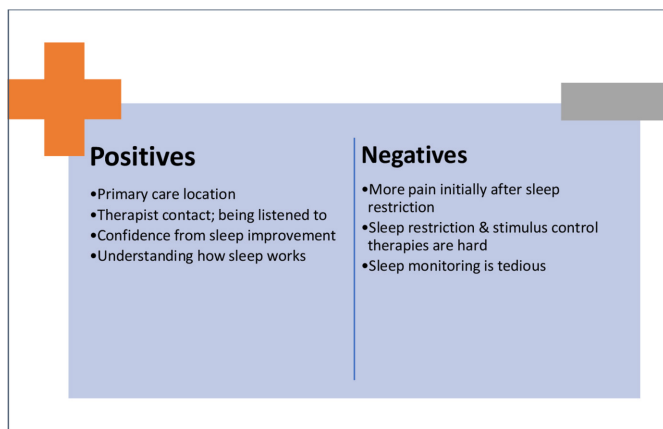 Positives
•Primary care location
•Therapist contact; being listened to
•Confidence from sleep improvement
•Understanding how sleep works
Negatives
•More pain initially after sleep
restriction
•Sleep restriction & stimulus control
therapies are hard
•Sleep monitoring is tedious